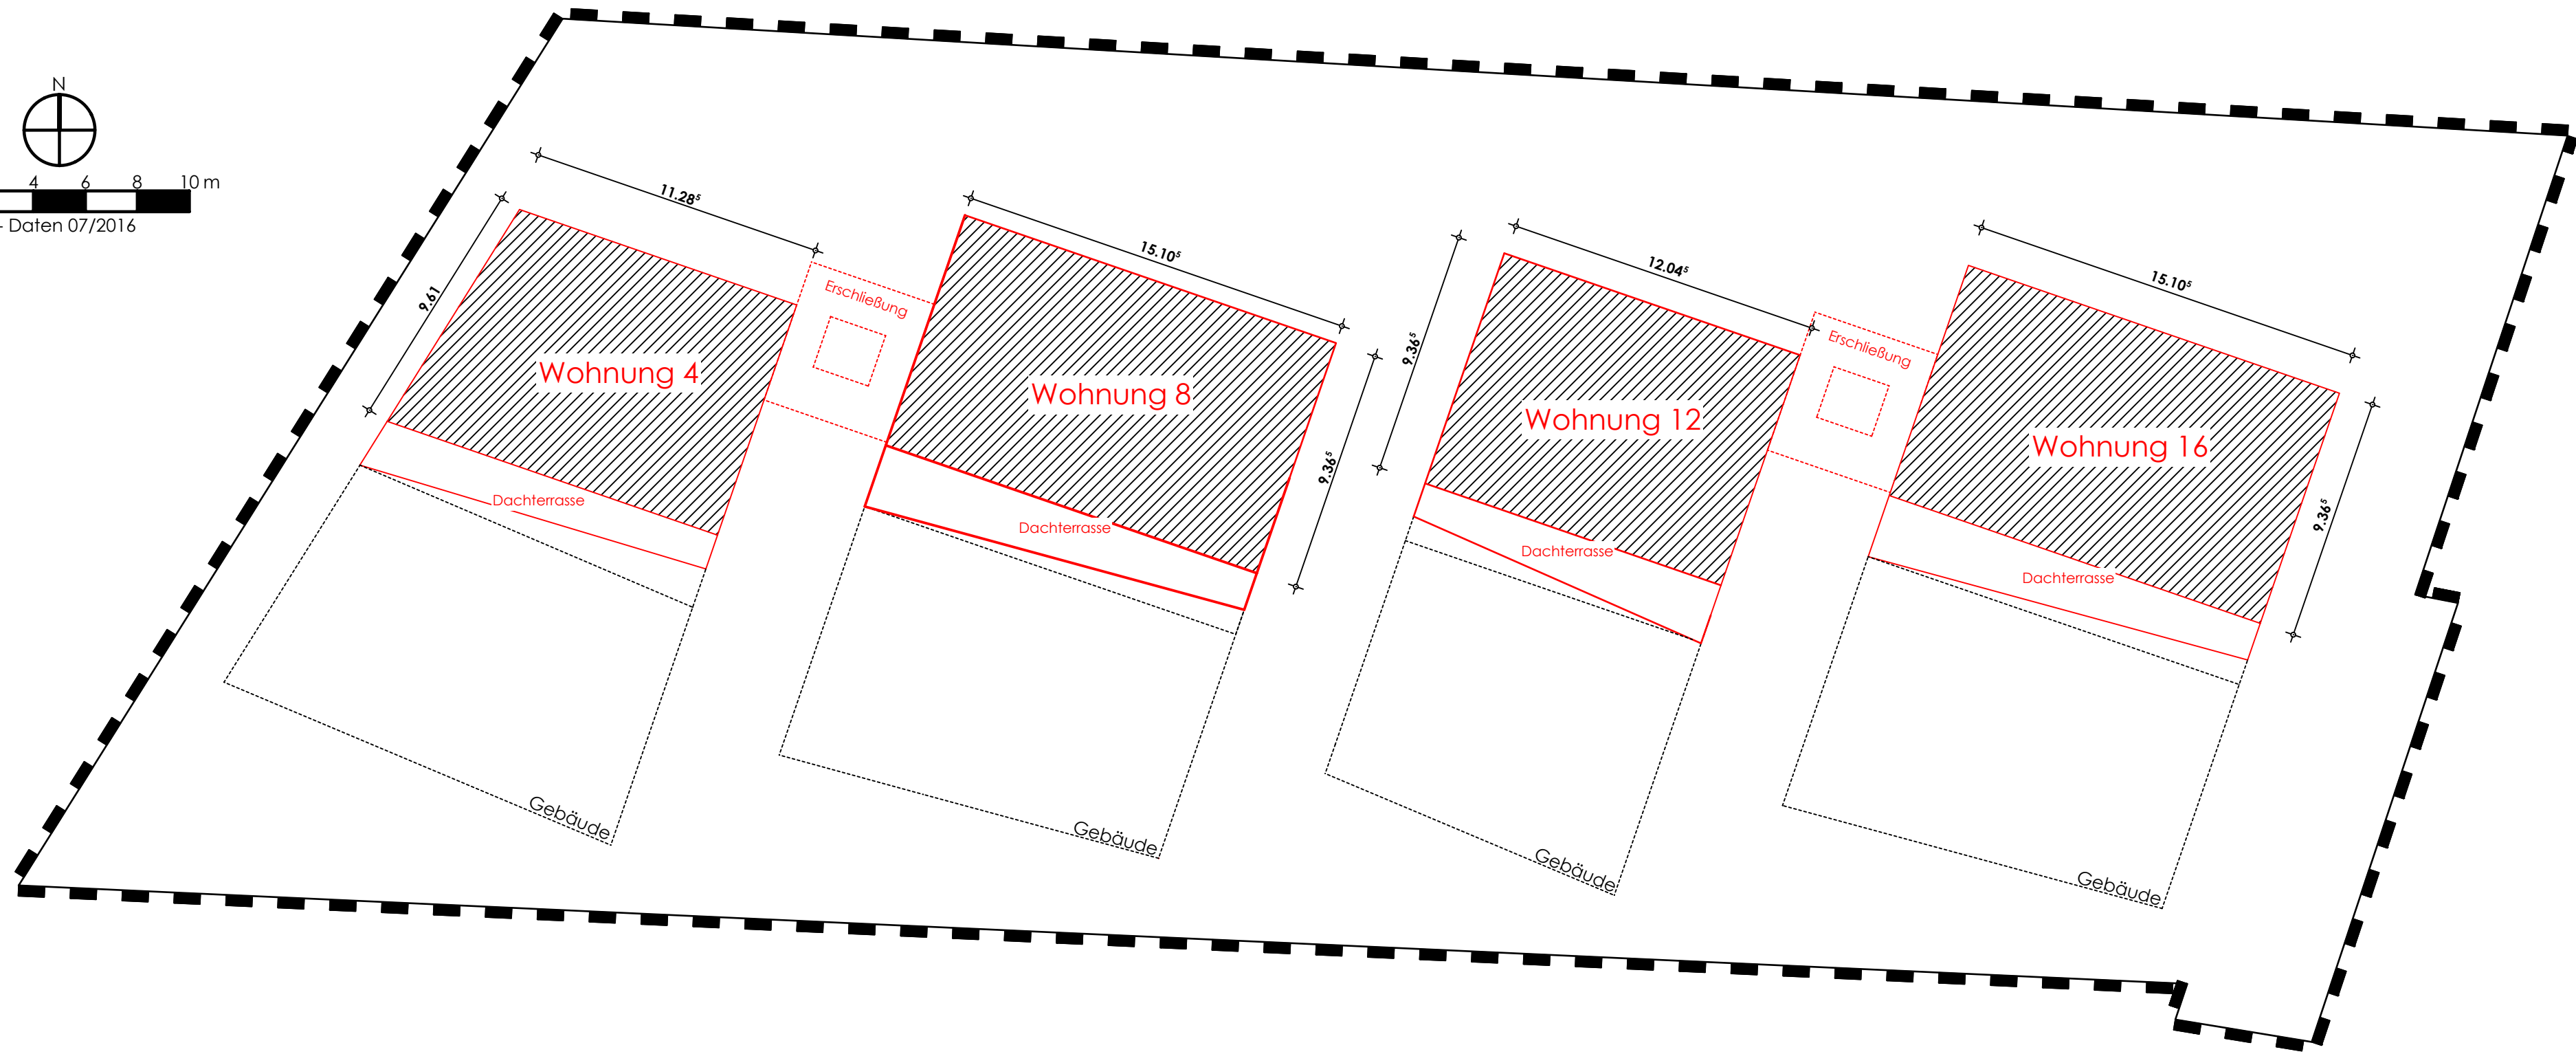 N
4 6 8 10 m
- Daten 07/2016
11.28⁵
9.61
Wohnung 4
Dachterrasse
Gebäude
Erschließung
15.10⁵
9.36⁵
Wohnung 8
Dachterrasse
Gebäude
9.36⁵
12.04⁵
Wohnung 12
Dachterrasse
Gebäude
Erschließung
15.10⁵
9.36⁵
Wohnung 16
Dachterrasse
Gebäude